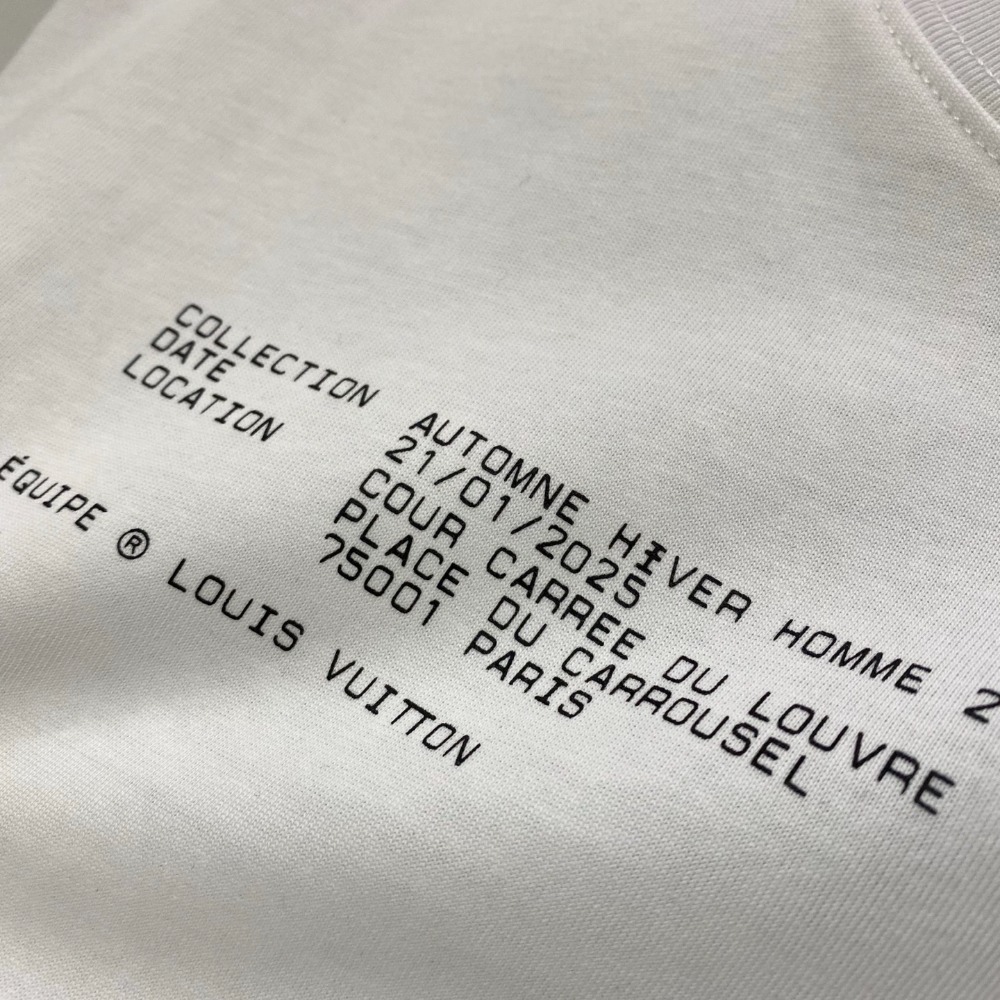 COLLECTION AUTOMNE HIVER HOMME 2
DATE 21/01/2025
LOCATION COUR CARREE DU LOUVRE
PLACE DU CARROUSEL
75001 PARIS
ÉQUIPE ® LOUIS VUITTON